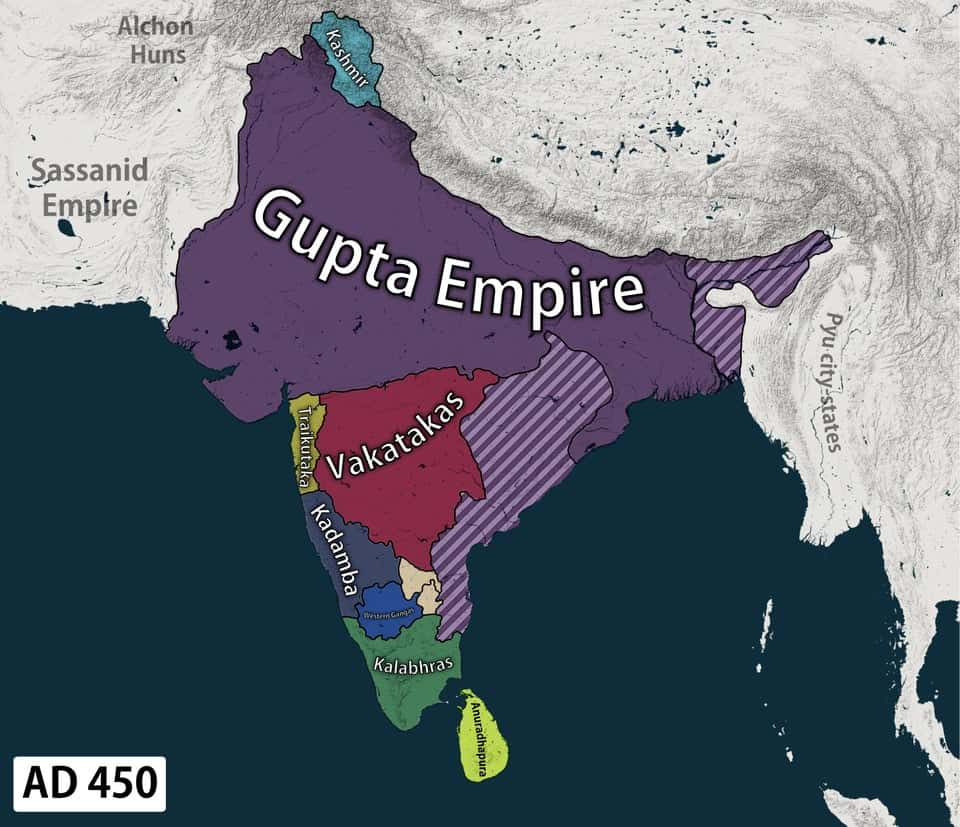 Alchon
Huns
Kashmir
Sassanid
Empire
Gupta Empire
Pyu-city-states
Traikutaka
Vakatakas
Kadamba
Western Gangas
Kalabhras
Anuradhapura
AD 450